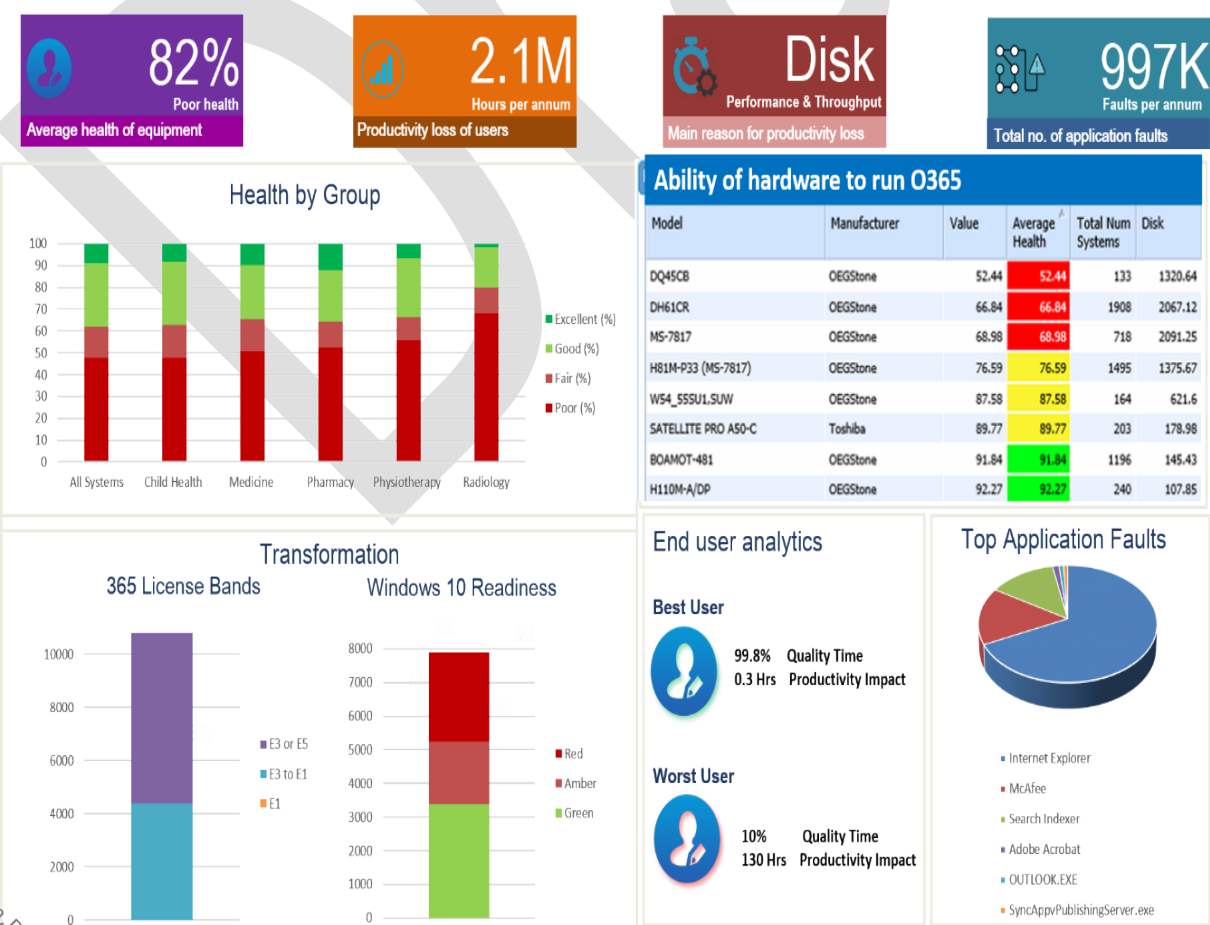 82%
Poor health
Average health of equipment
2.1M
Hours per annum
Productivity loss of users
Disk
Performance & Throughput
Main reason for productivity loss
997K
Faults per annum
Total no. of application faults
Health by Group
100
90
80
70
60
50
40
30
20
10
0
All Systems Child Health Medicine Pharmacy Physiotherapy Radiology
Excellent (%)
Good (%)
Fair (%)
Poor (%)
Ability of hardware to run O365
Model Manufacturer Value Average Health Total Num Systems Disk
DQ45CB OEGStone 52.44 52.44 133 1320.64
DH61CR OEGStone 66.84 66.84 1908 2067.12
MS-7817 OEGStone 68.98 68.98 718 2091.25
H81M-P33 (MS-7817) OEGStone 76.59 76.59 1495 1375.67
W54_55SU1,SUW OEGStone 87.58 87.58 164 621.6
SATELLITE PRO A50-C Toshiba 89.77 89.77 203 178.98
BOAMOT-481 OEGStone 91.84 91.84 1196 145.43
H110M-A/DP OEGStone 92.27 92.27 240 107.85
Transformation
365 License Bands
10000
8000
6000
4000
2000
0
E3 or E5
E3 to E1
E1
Windows 10 Readiness
8000
7000
6000
5000
4000
3000
2000
1000
0
Red
Amber
Green
End user analytics
Best User
99.8% Quality Time
0.3 Hrs Productivity Impact
Worst User
10% Quality Time
130 Hrs Productivity Impact
Top Application Faults
Internet Explorer
McAfee
Search Indexer
Adobe Acrobat
OUTLOOK.EXE
SyncAppvPublishingServer.exe